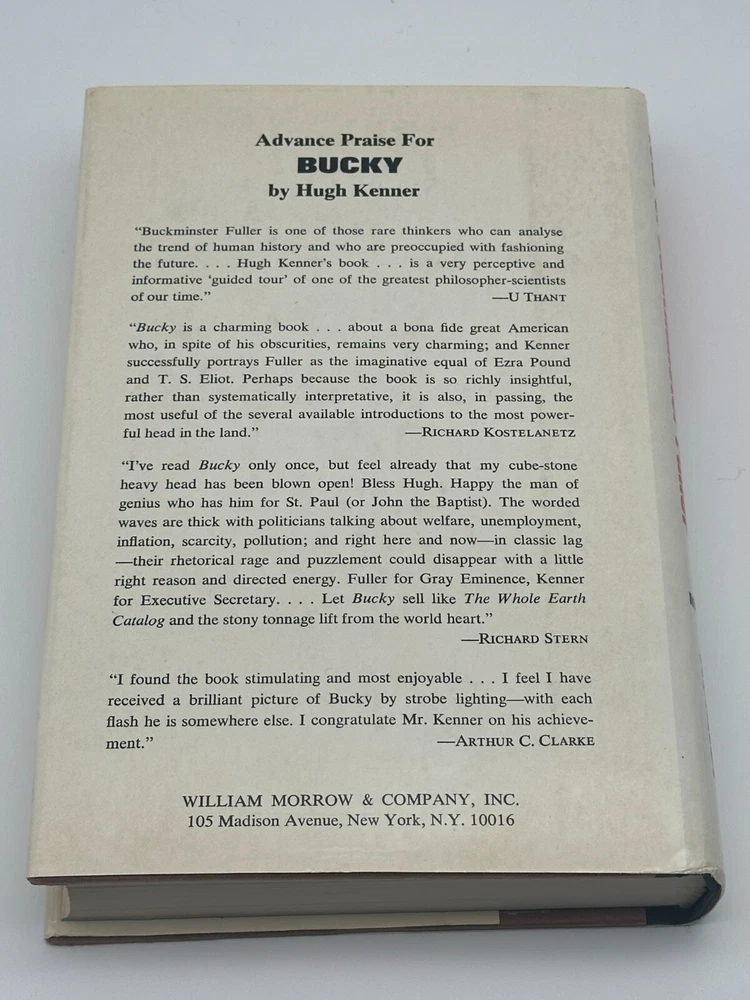 Advance Praise For
BUCKY
by Hugh Kenner
“Buckminster Fuller is one of those rare thinkers who can analyse
the trend of human history and who are preoccupied with fashioning
the future. . . . Hugh Kenner’s book . . . is a very perceptive and
informative ‘guided tour’ of one of the greatest philosopher-scientists
of our time.” —U THANT
“Bucky is a charming book . . . about a bona fide great American
who, in spite of his obscurities, remains very charming; and Kenner
successfully portrays Fuller as the imaginative equal of Ezra Pound
and T. S. Eliot. Perhaps because the book is so richly insightful,
rather than systematically interpretative, it is also, in passing, the
most useful of the several available introductions to the most power-
ful head in the land.” —RICHARD KOSTELANETZ
“I’ve read Bucky only once, but feel already that my cube-stone
heavy head has been blown open! Bless Hugh. Happy the man of
genius who has him for St. Paul (or John the Baptist). The worded
waves are thick with politicians talking about welfare, unemployment,
inflation, scarcity, pollution; and right here and now—in classic lag
—their rhetorical rage and puzzlement could disappear with a little
right reason and directed energy. Fuller for Gray Eminence, Kenner
for Executive Secretary. . . . Let Bucky sell like The Whole Earth
Catalog and the stony tonnage lift from the world heart.”
—RICHARD STERN
“I found the book stimulating and most enjoyable . . . I feel I have
received a brilliant picture of Bucky by strobe lighting—with each
flash he is somewhere else. I congratulate Mr. Kenner on his achieve-
ment.” —ARTHUR C. CLARKE
WILLIAM MORROW & COMPANY, INC.
105 Madison Avenue, New York, N.Y. 10016